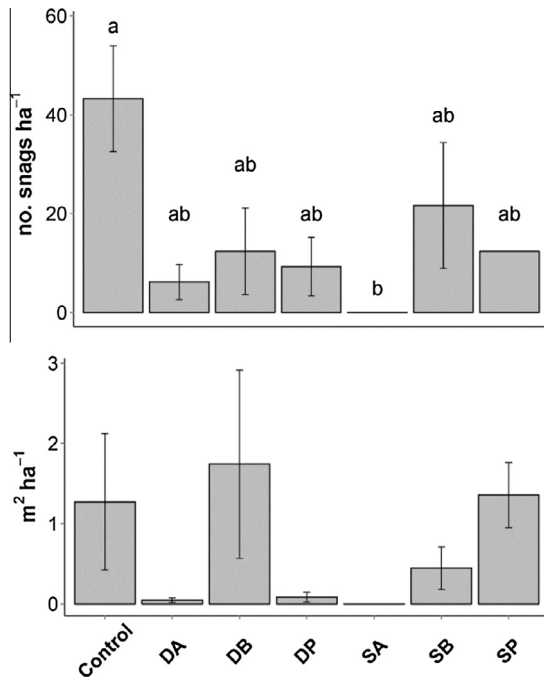 60
a
no. snags ha⁻¹
40
ab
ab
20
ab
ab
ab
b
0
3
2
m² ha⁻¹
1
0
Control
DA
DB
DP
SA
SB
SP